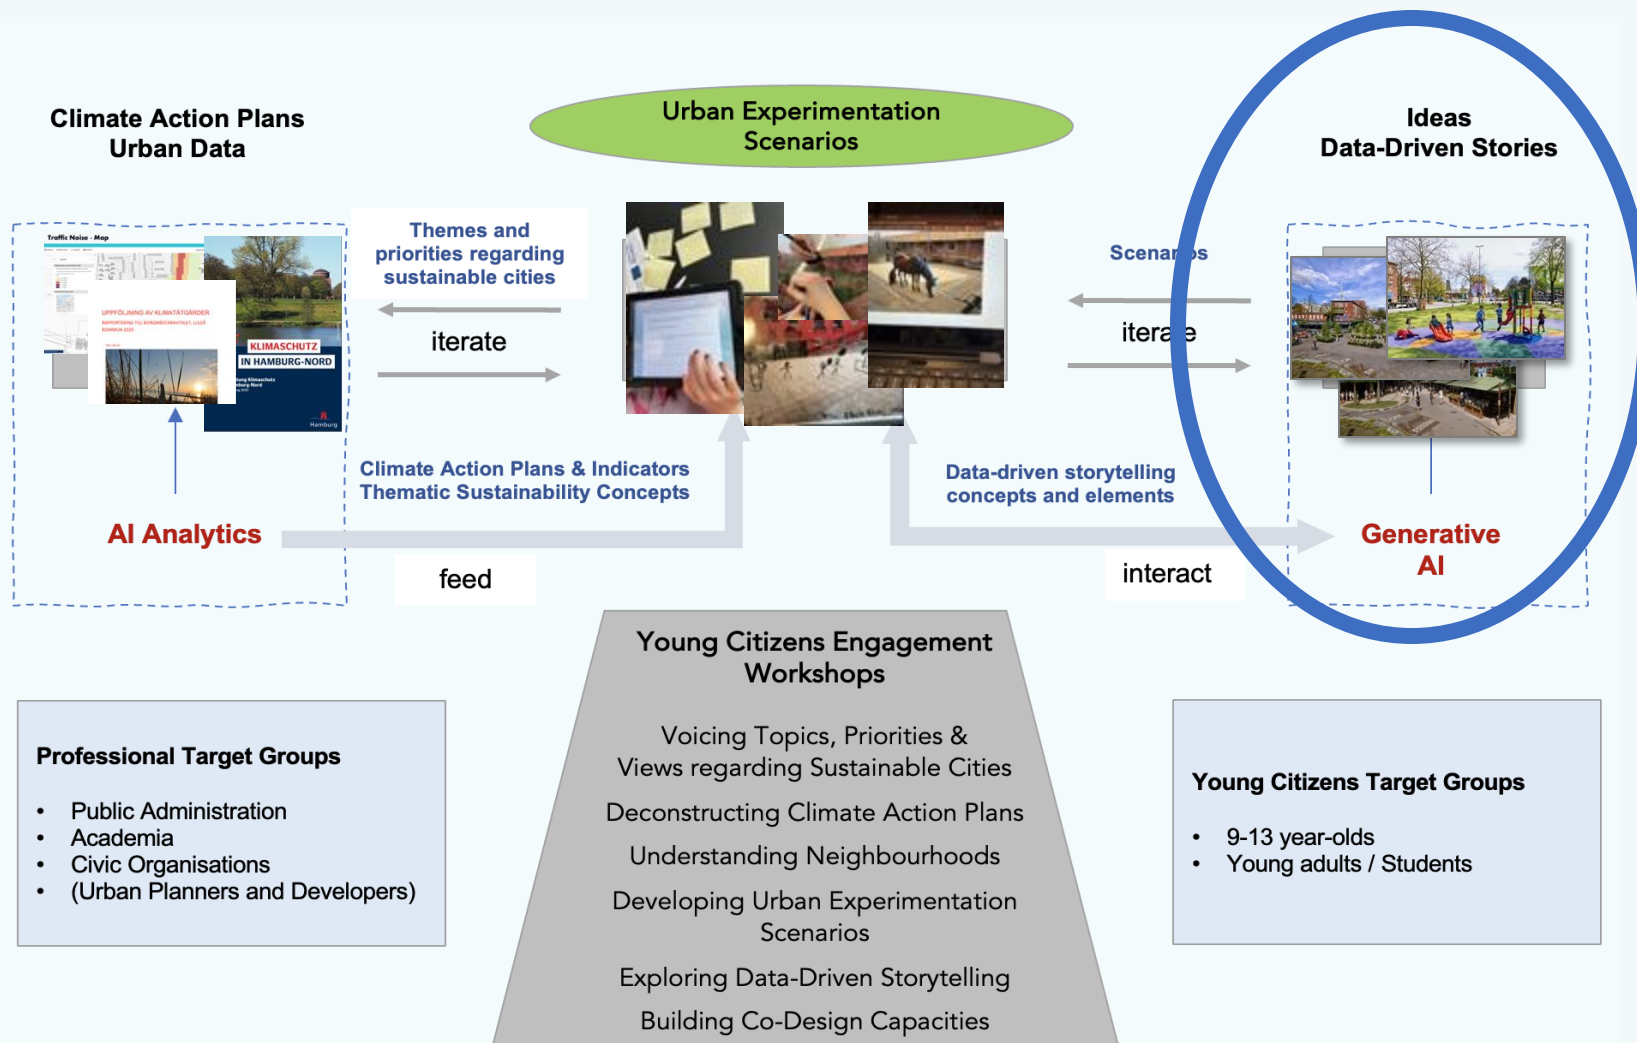 Climate Action Plans
Urban Data
Urban Experimentation
Scenarios
Ideas
Data-Driven Stories
Traffic Noise - Map
UPPFÖLJNING AV KLIMATÅTGÄRDER
KOMMUN
KLIMASCHUTZ
IN HAMBURG-NORD
Klimaschutz
Hamburg
Themes and
priorities regarding
sustainable cities
iterate
Scenarios
iterate
Climate Action Plans & Indicators
Thematic Sustainability Concepts
Data-driven storytelling
concepts and elements
AI Analytics
feed
interact
Generative
AI
Young Citizens Engagement
Workshops
Voicing Topics, Priorities &
Views regarding Sustainable Cities
Deconstructing Climate Action Plans
Understanding Neighbourhoods
Developing Urban Experimentation
Scenarios
Exploring Data-Driven Storytelling
Building Co-Design Capacities
Professional Target Groups
• Public Administration
• Academia
• Civic Organisations
• (Urban Planners and Developers)
Young Citizens Target Groups
• 9-13 year-olds
• Young adults / Students